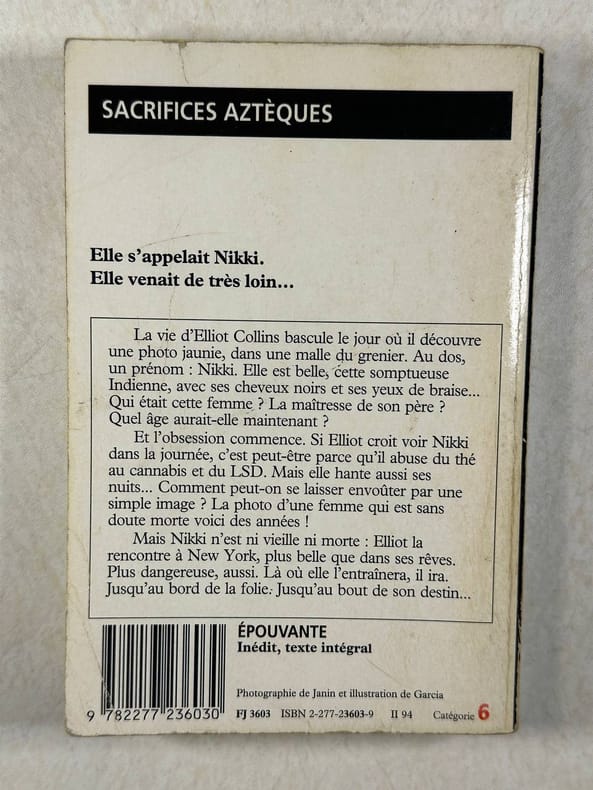 SACRIFICES AZTÈQUES
Elle s'appelait Nikki.
Elle venait de très loin...
La vie d'Elliot Collins bascule le jour où il découvre
une photo jaunie, dans une malle du grenier. Au dos,
un prénom : Nikki. Elle est belle, cette somptueuse
Indienne, avec ses cheveux noirs et ses yeux de braise...
Qui était cette femme ? La maîtresse de son père ?
Quel âge aurait-elle maintenant ?
Et l'obsession commence. Si Elliot croit voir Nikki
dans la journée, c'est peut-être parce qu'il abuse du thé
au cannabis et du LSD. Mais elle hante aussi ses
nuits... Comment peut-on se laisser envoûter par une
simple image ? La photo d'une femme qui est sans
doute morte voici des années !
Mais Nikki n'est ni vieille ni morte : Elliot la
rencontre à New York, plus belle que dans ses rêves.
Plus dangereuse, aussi. Là où elle l'entraînera, il ira.
Jusqu'au bord de la folie. Jusqu'au bout de son destin...
ÉPOUVANTE
Inédit, texte intégral
Photographie de Janin et illustration de Garcia
9 782277 236030 FJ 3603 ISBN 2-277-23603-9 II 94 Catégorie 6